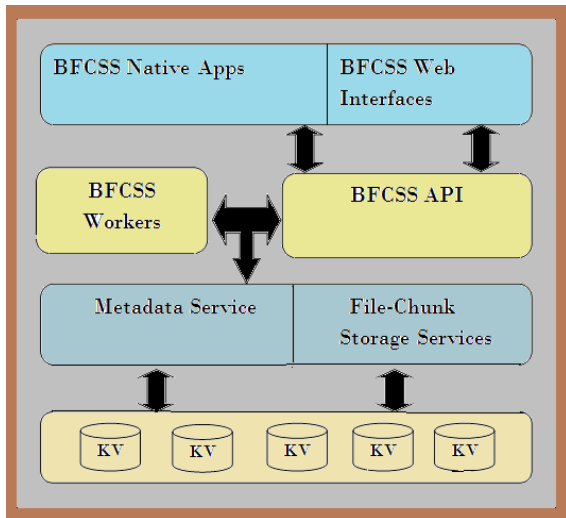 BFCSS Native Apps
BFCSS Web
Interfaces
BFCSS
Workers
BFCSS API
Metadata Service
File-Chunk
Storage Services
KV
KV
KV
KV
KV